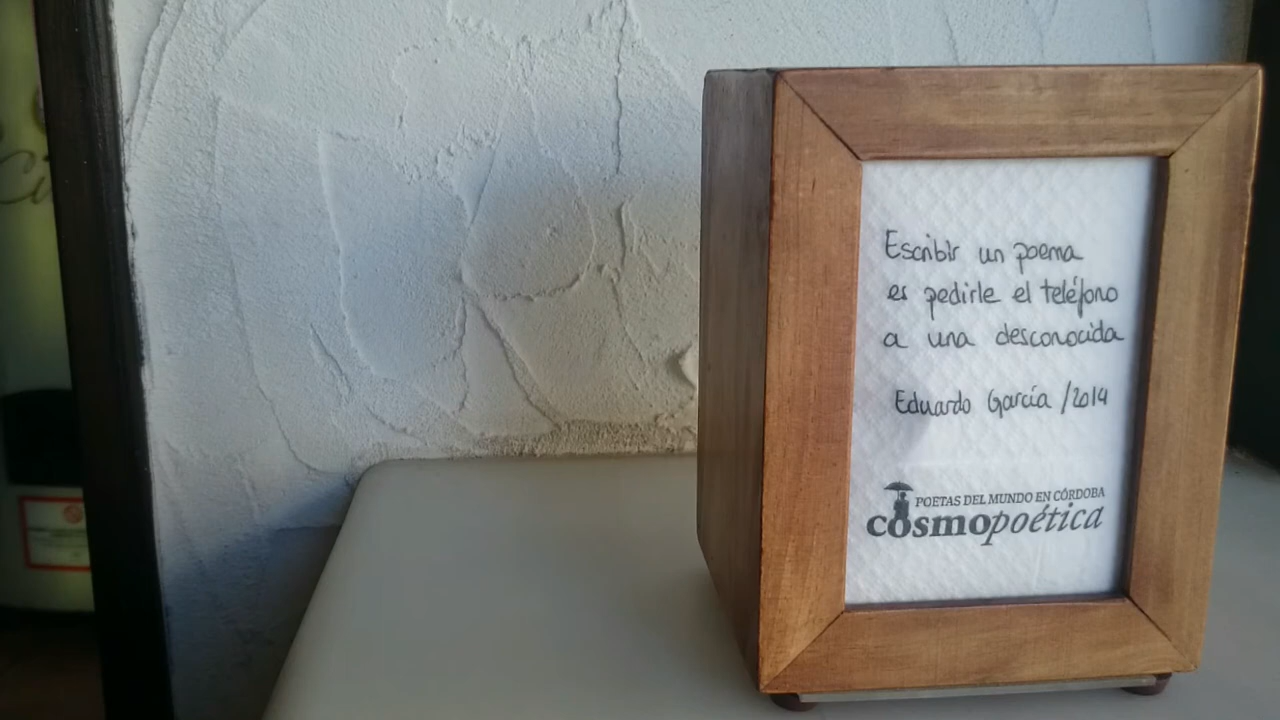 Escribir un poema
es pedirle el teléfono
a una desconocida
Eduardo García /2014
POETAS DEL MUNDO EN CÓRDOBA
cosmopoética